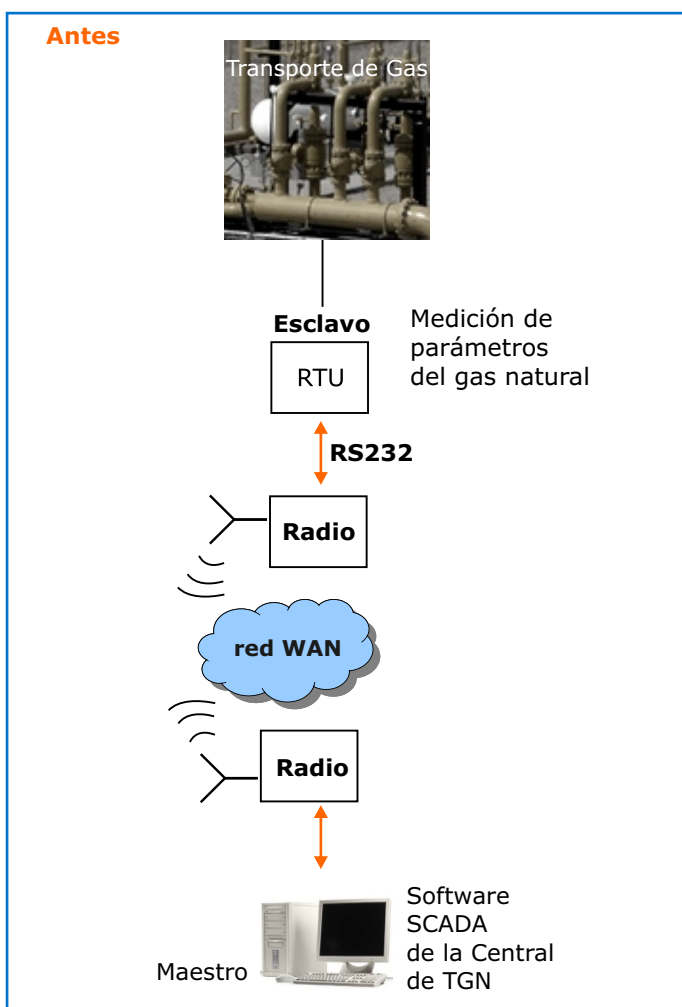 Antes
Transporte de Gas
Esclavo
RTU
Medición de
parámetros
del gas natural
RS232
Radio
red WAN
Radio
Maestro
Software
SCADA
de la Central
de TGN